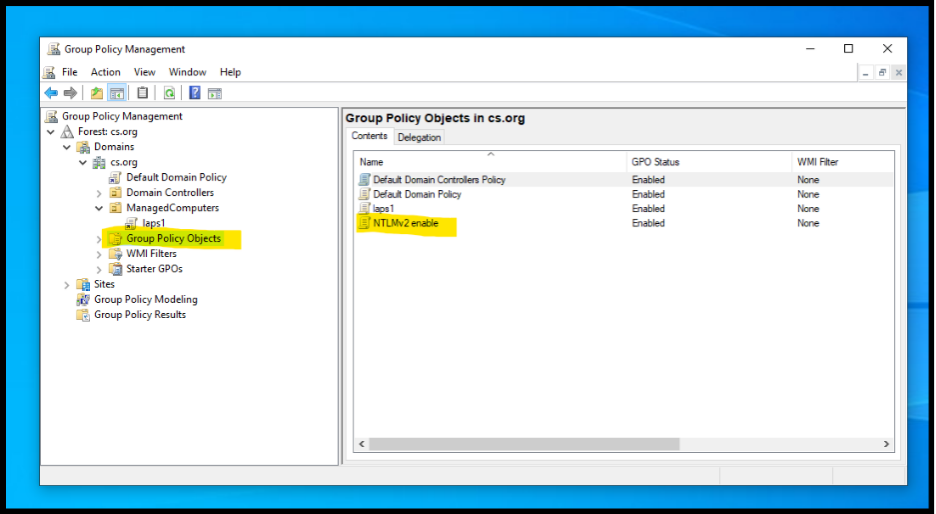 Group Policy Management
File Action View Window Help
Group Policy Management
Forest: cs.org
Domains
cs.org
Default Domain Policy
Domain Controllers
ManagedComputers
laps1
Group Policy Objects
WMI Filters
Starter GPOs
Sites
Group Policy Modeling
Group Policy Results
Group Policy Objects in cs.org
Contents Delegation
Name GPO Status WMI Filter
Default Domain Controllers Policy Enabled None
Default Domain Policy Enabled None
laps1 Enabled None
NTLMv2 enable Enabled None